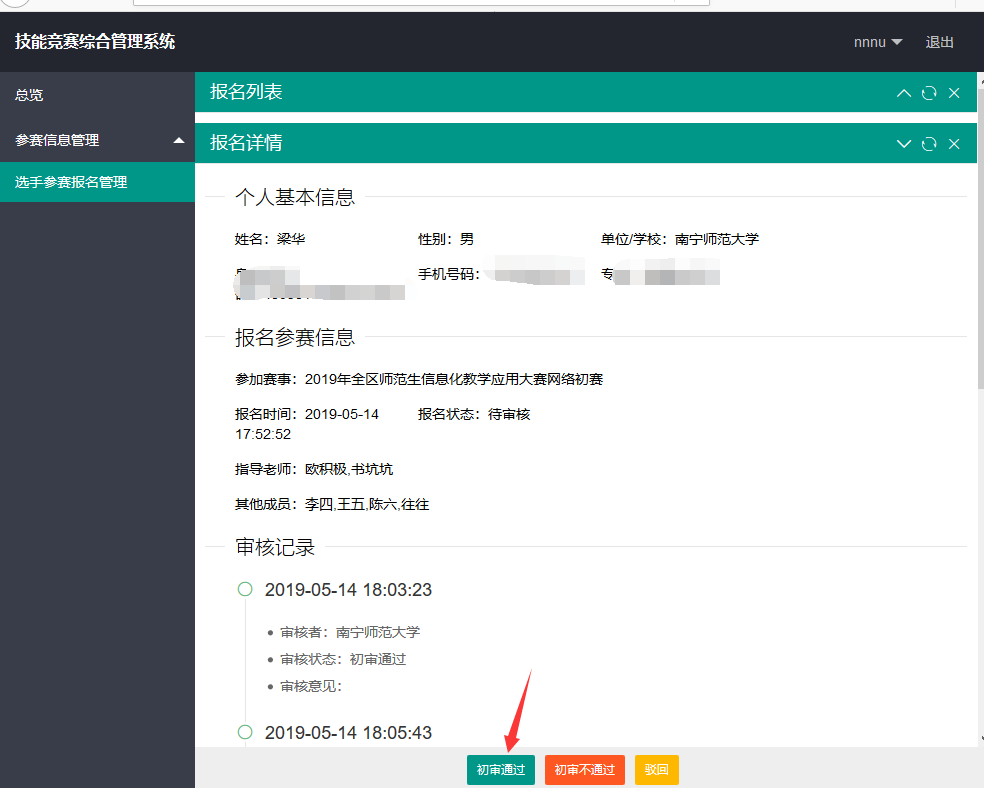 技能竞赛综合管理系统
nnnu 退出
总览
参赛信息管理
选手参赛报名管理
报名列表
报名详情
个人基本信息
姓名：梁华 性别：男 单位/学校：南宁师范大学
手机号码： 专
报名参赛信息
参加赛事：2019年全区师范生信息化教学应用大赛网络初赛
报名时间：2019-05-14 报名状态：待审核
17:52:52
指导老师：欧积极,书坑坑
其他成员：李四,王五,陈六,往往
审核记录
2019-05-14 18:03:23
审核者：南宁师范大学
审核状态：初审通过
审核意见：
2019-05-14 18:05:43
初审通过 初审不通过 驳回